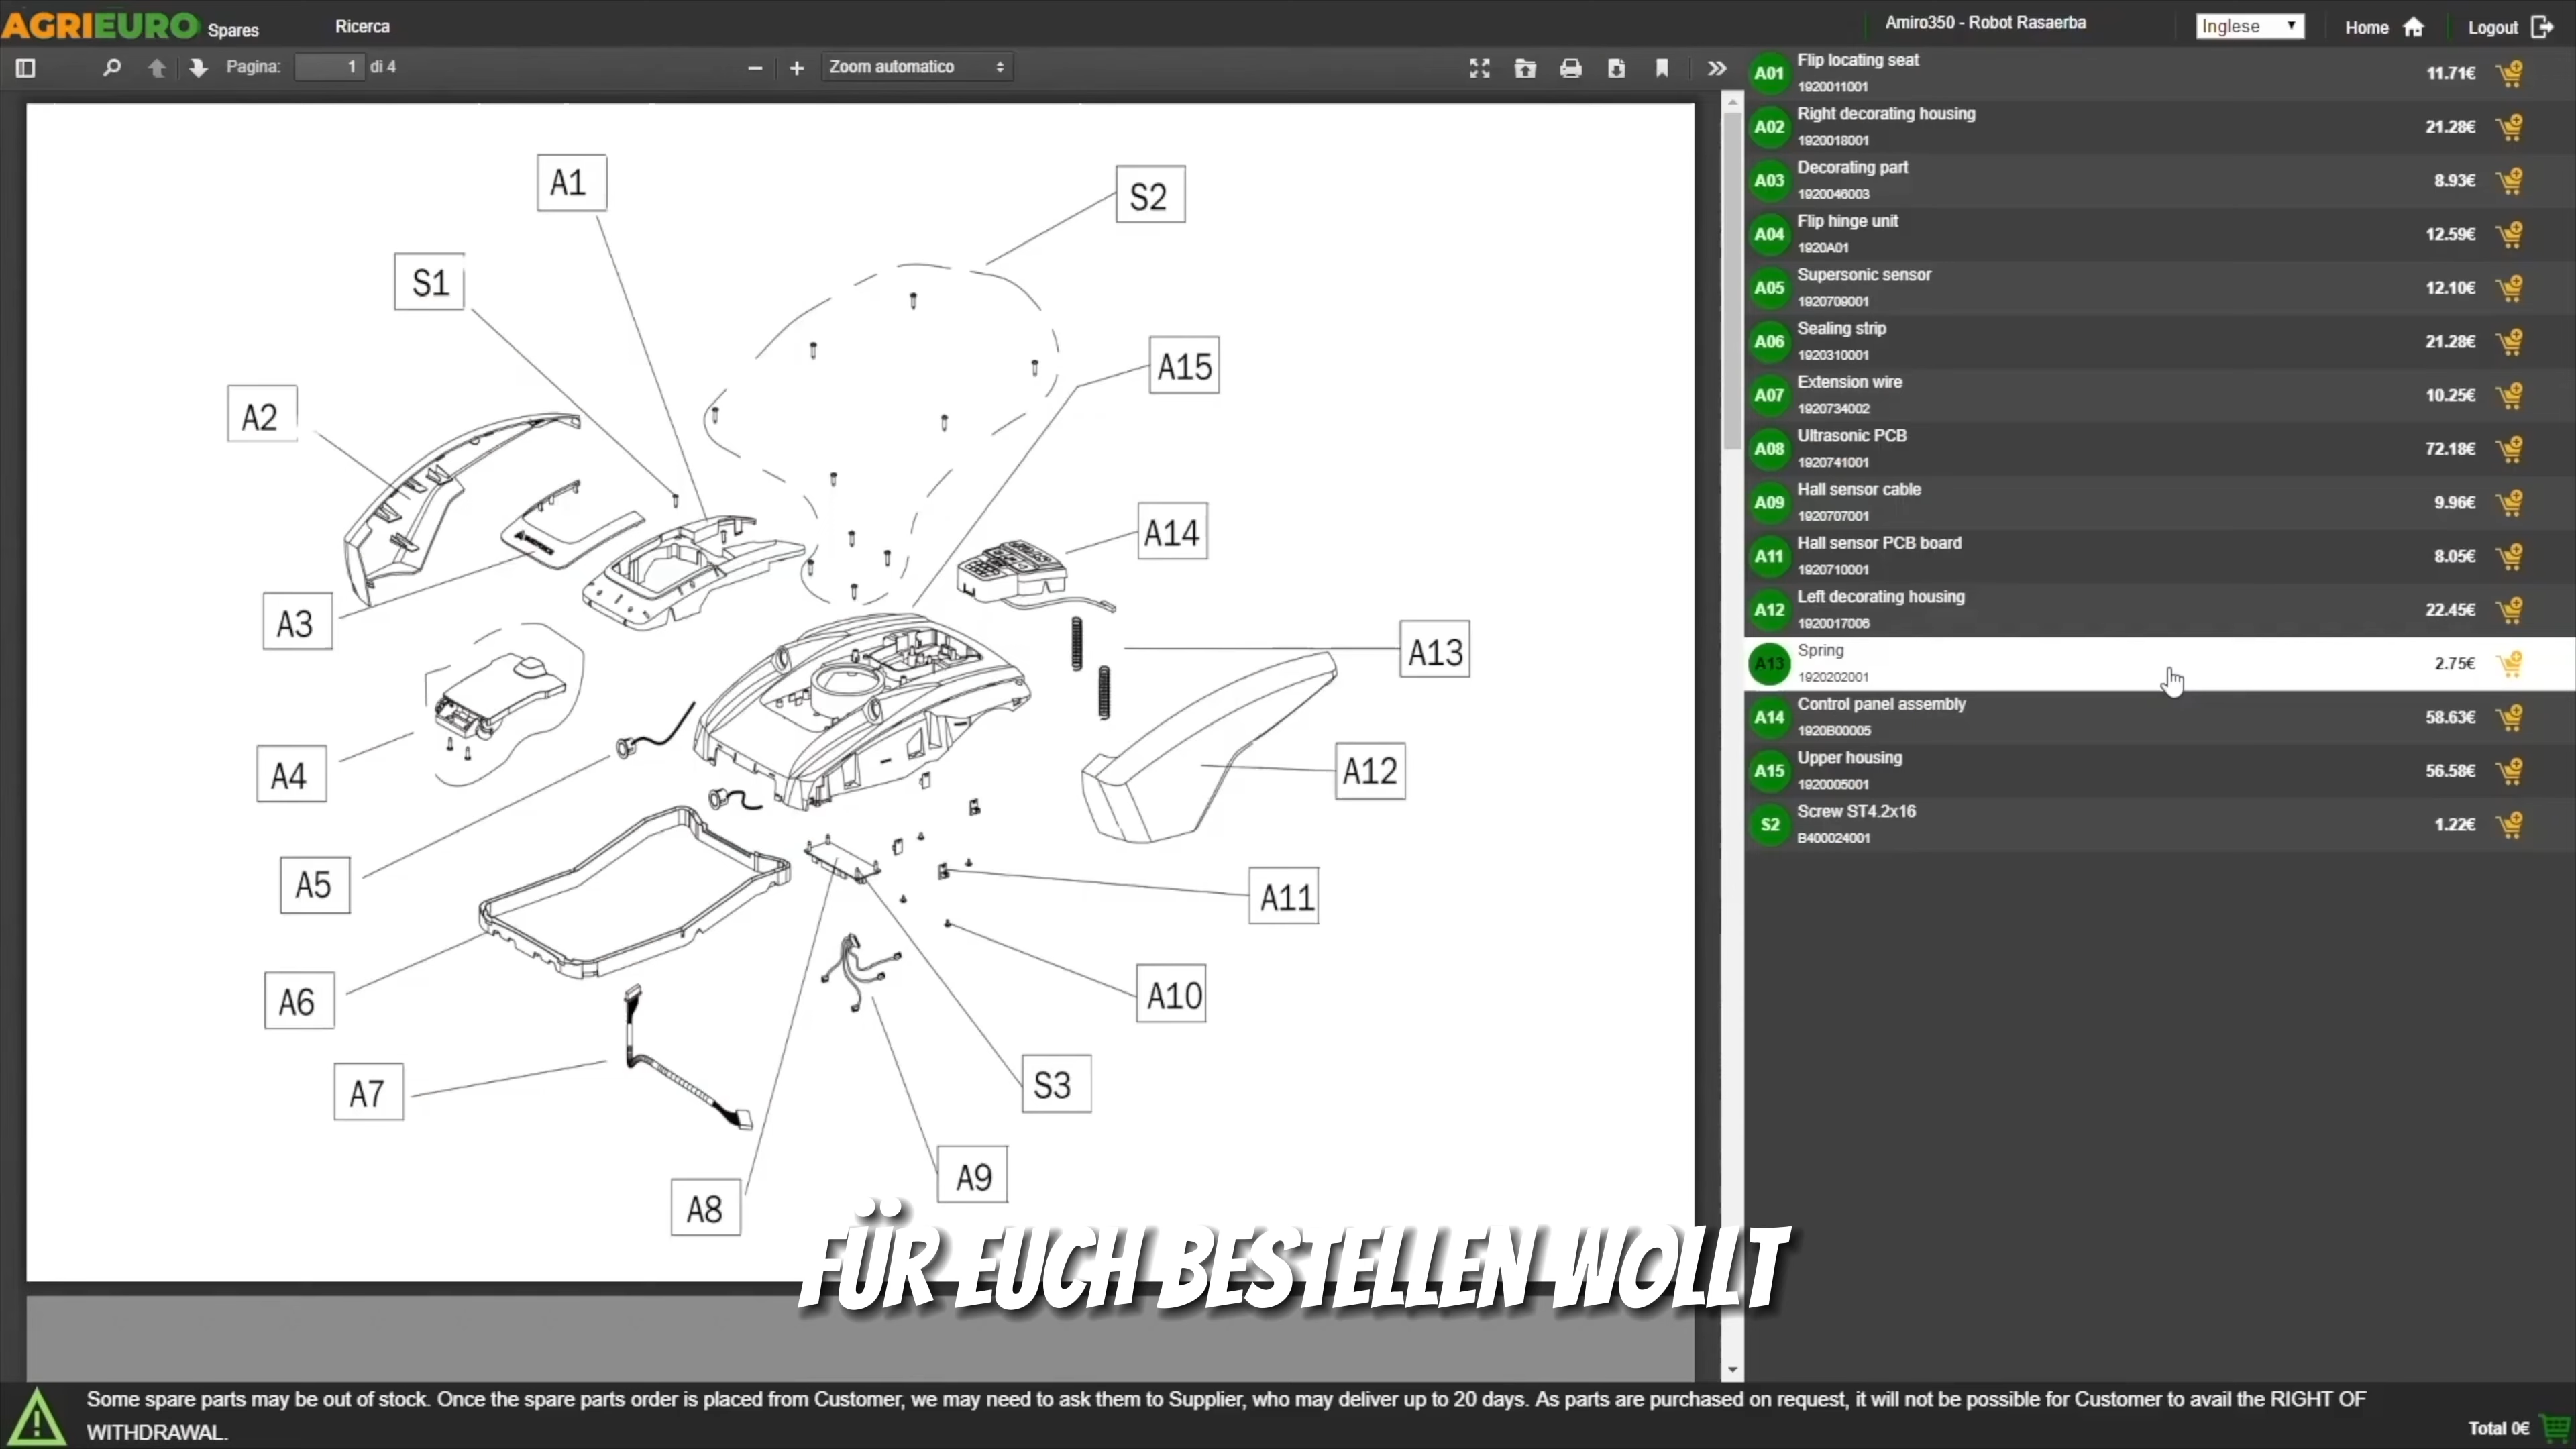 AGRIEURO Spares
Ricerca
Amiro350 - Robot Rasaerba
Inglese
Home
Logout
Pagina: 1 di 4
Zoom automatico
A1
S2
S1
A15
A2
A14
A3
A13
A4
A12
A5
A11
A6
A10
A7
S3
A9
A8
A01 Flip locating seat 11.71€
1920011001
A02 Right decorating housing 21.28€
1920018001
A03 Decorating part 8.93€
1920046003
A04 Flip hinge unit 12.59€
1920A01
A05 Supersonic sensor 12.10€
1920709001
A06 Sealing strip 21.28€
1920310001
A07 Extension wire 10.25€
1920734002
A08 Ultrasonic PCB 72.18€
1920741001
A09 Hall sensor cable 9.96€
1920707001
A11 Hall sensor PCB board 8.05€
1920710001
A12 Left decorating housing 22.45€
1920017006
A13 Spring 2.75€
1920202001
A14 Control panel assembly 58.63€
1920B00005
A15 Upper housing 56.58€
1920005001
S2 Screw ST4.2x16 1.22€
B400024001
FÜR EUCH BESTELLEN WOLLT
Some spare parts may be out of stock. Once the spare parts order is placed from Customer, we may need to ask them to Supplier, who may deliver up to 20 days. As parts are purchased on request, it will not be possible for Customer to avail the RIGHT OF
WITHDRAWAL.
Total 0€